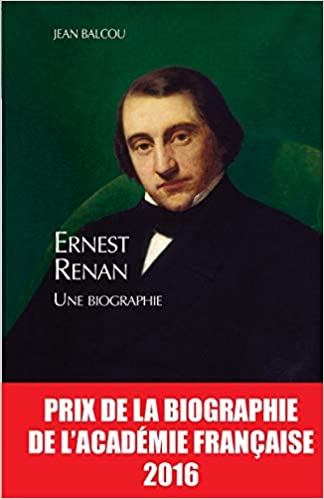 JEAN BALCOU
ERNEST
RENAN
UNE BIOGRAPHIE
PRIX DE LA BIOGRAPHIE
DE L'ACADÉMIE FRANÇAISE
2016